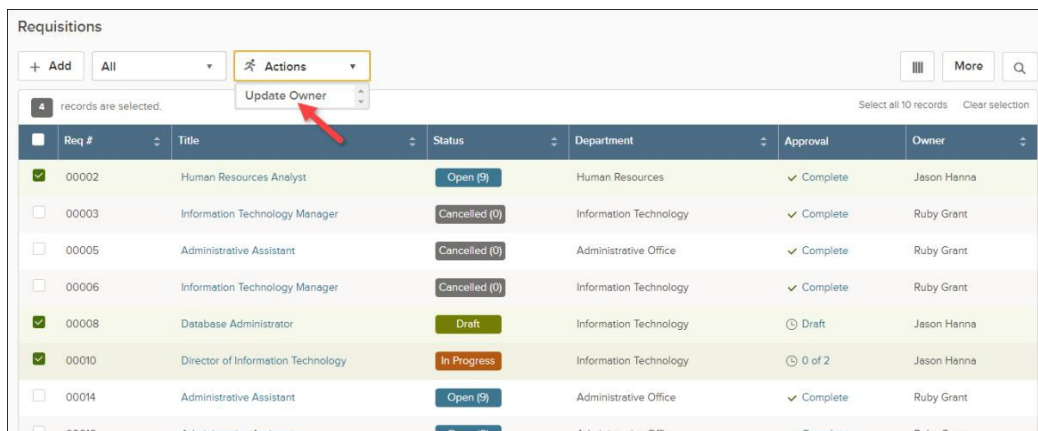 Requisitions
+ Add All Actions More
Update Owner
4 records are selected. Select all 10 records Clear selection
Req # Title Status Department Approval Owner
00002 Human Resources Analyst Open (9) Human Resources Complete Jason Hanna
00003 Information Technology Manager Cancelled (0) Information Technology Complete Ruby Grant
00005 Administrative Assistant Cancelled (0) Administrative Office Complete Ruby Grant
00006 Information Technology Manager Cancelled (0) Information Technology Complete Ruby Grant
00008 Database Administrator Draft Information Technology Draft Jason Hanna
00010 Director of Information Technology In Progress Information Technology 0 of 2 Jason Hanna
00014 Administrative Assistant Open (9) Administrative Office Complete Ruby Grant